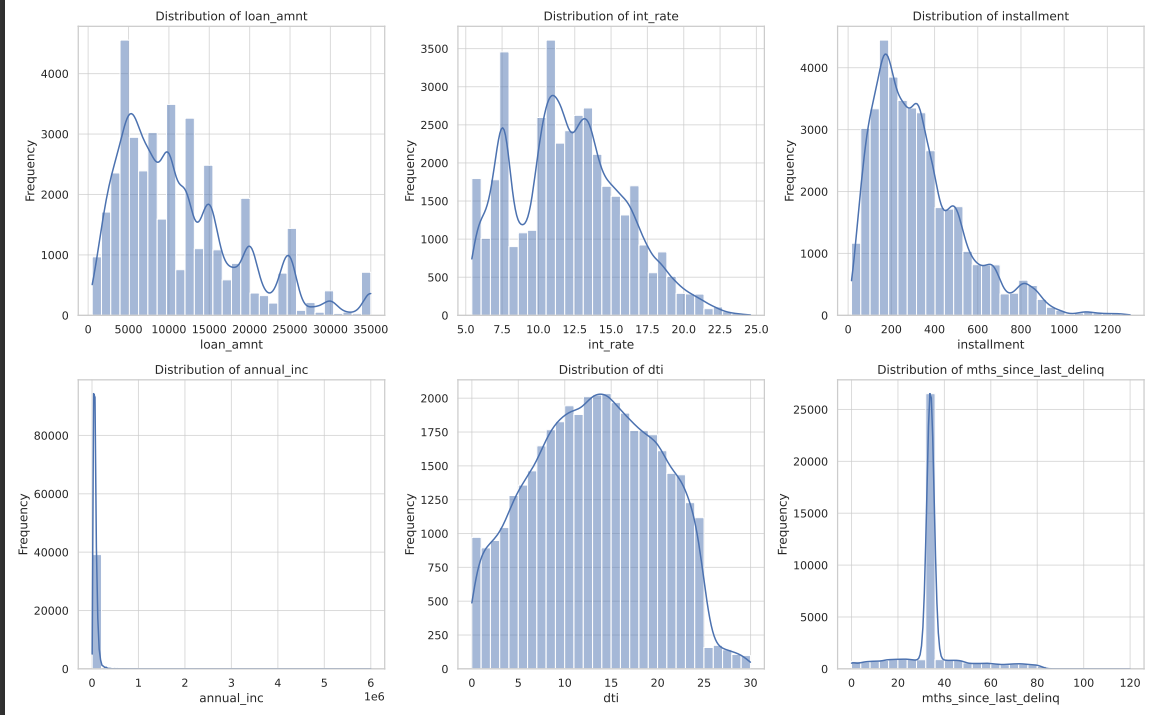 Distribution of loan_amnt
Frequency
4000
3000
2000
1000
0
0 5000 10000 15000 20000 25000 30000 35000
loan_amnt
Distribution of int_rate
Frequency
3500
3000
2500
2000
1500
1000
500
0
5.0 7.5 10.0 12.5 15.0 17.5 20.0 22.5 25.0
int_rate
Distribution of installment
Frequency
4000
3000
2000
1000
0
0 200 400 600 800 1000 1200
installment
Distribution of annual_inc
Frequency
80000
60000
40000
20000
0
0 1 2 3 4 5 6
1e6
annual_inc
Distribution of dti
Frequency
2000
1750
1500
1250
1000
750
500
250
0
0 5 10 15 20 25 30
dti
Distribution of mths_since_last_delinq
Frequency
25000
20000
15000
10000
5000
0
0 20 40 60 80 100 120
mths_since_last_delinq